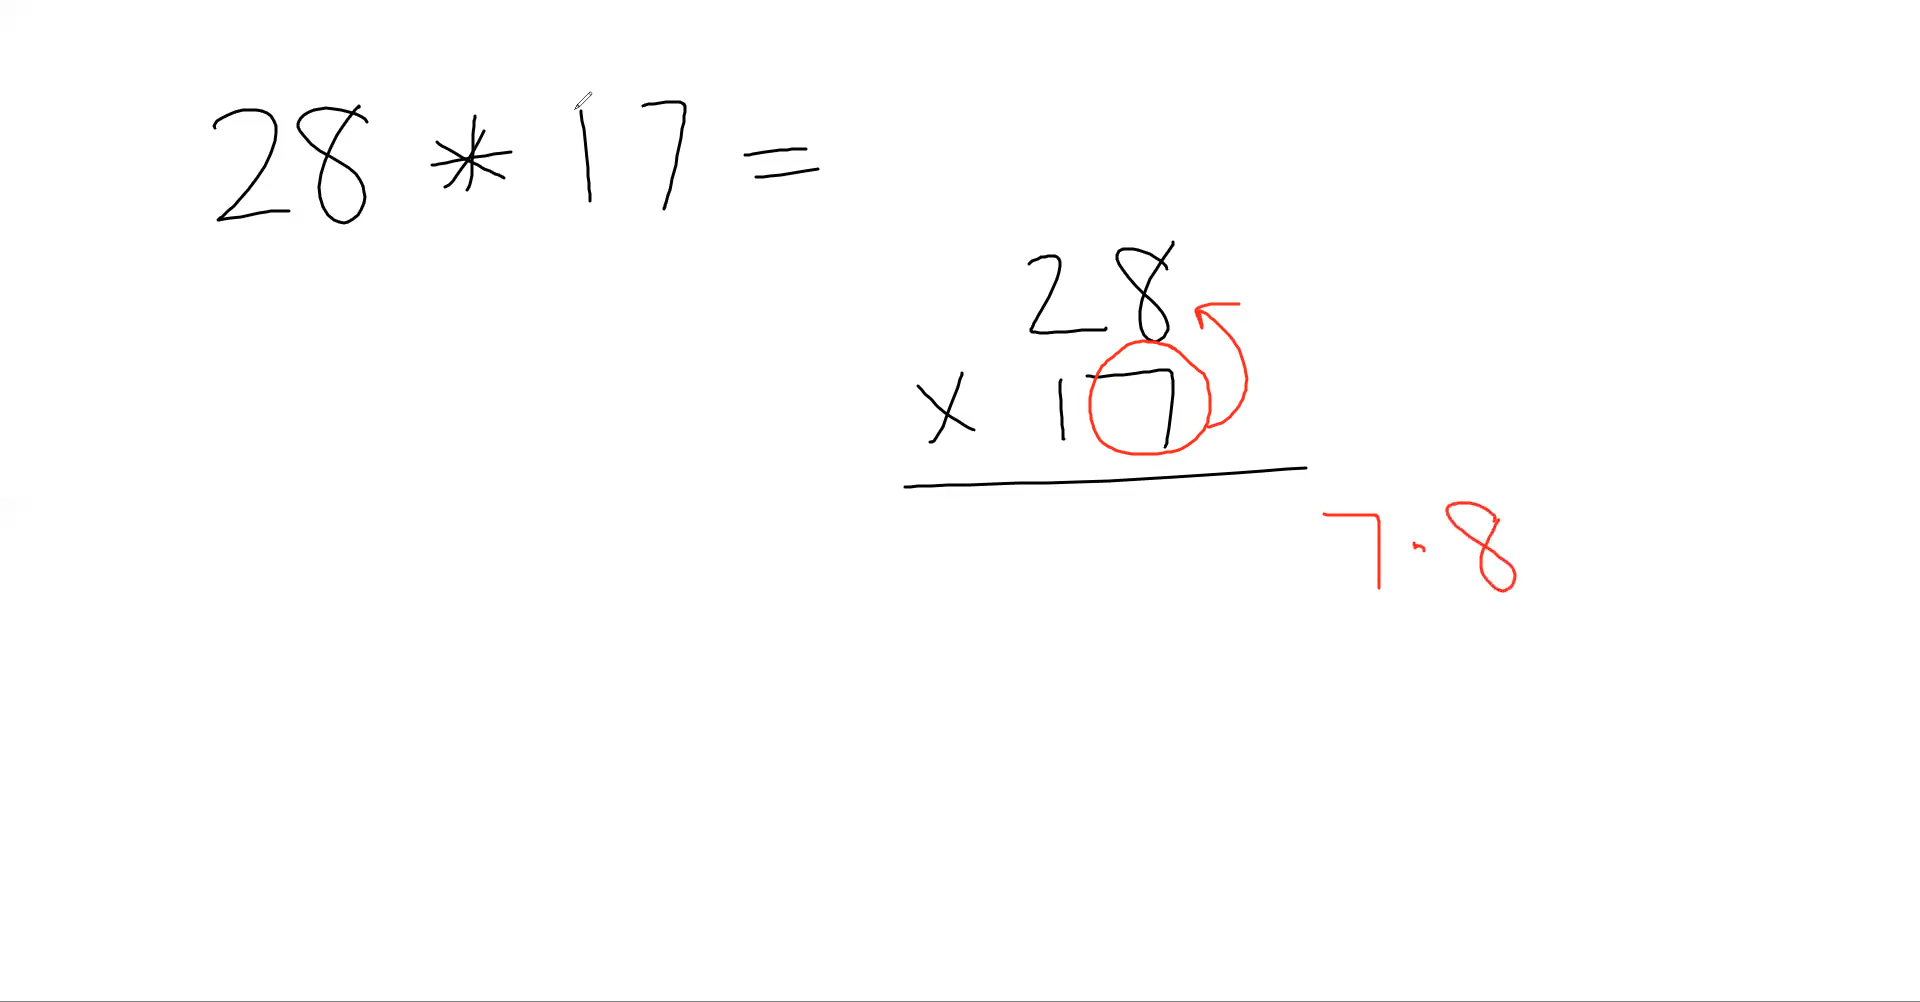 28 * 17 =
28
x 17
7 · 8